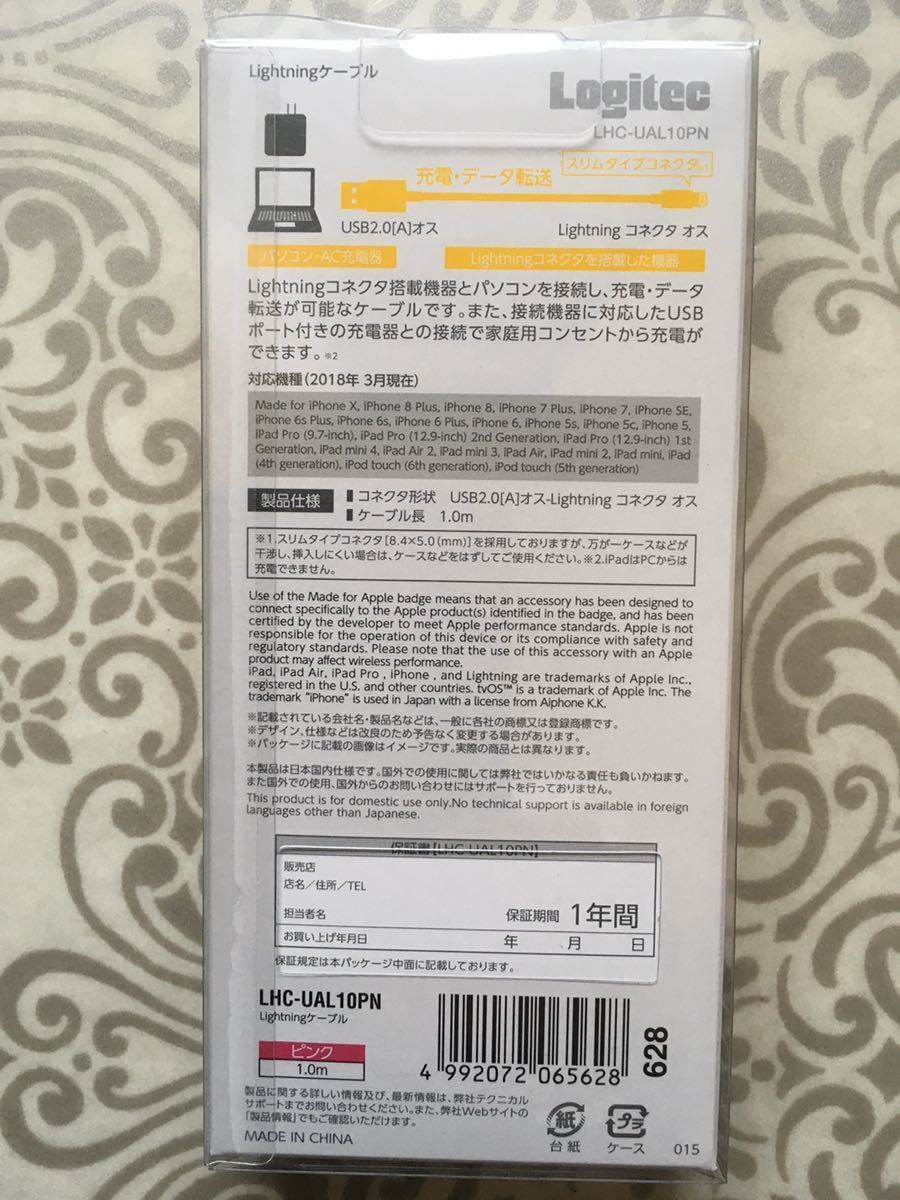 Lightningケーブル
Logitec
LHC-UAL10PN
スリムタイプコネクタ※1
充電・データ転送
USB2.0[A]オス
Lightning コネクタ オス
パソコン・AC充電器
Lightningコネクタを搭載した機器
Lightningコネクタ搭載機器とパソコンを接続し、充電・データ
転送が可能なケーブルです。また、接続機器に対応したUSB
ポート付きの充電器との接続で家庭用コンセントから充電が
できます。※2
対応機種(2018年 3月現在)
Made for iPhone X, iPhone 8 Plus, iPhone 8, iPhone 7 Plus, iPhone 7, iPhone SE,
iPhone 6s Plus, iPhone 6s, iPhone 6 Plus, iPhone 6, iPhone 5s, iPhone 5c, iPhone 5,
iPad Pro (9.7-inch), iPad Pro (12.9-inch) 2nd Generation, iPad Pro (12.9-inch) 1st
Generation, iPad mini 4, iPad Air 2, iPad mini 3, iPad Air, iPad mini 2, iPad mini, iPad
(4th generation), iPod touch (6th generation), iPod touch (5th generation)
製品仕様
コネクタ形状 USB2.0[A]オス-Lightning コネクタ オス
ケーブル長 1.0m
※1.スリムタイプコネクタ[8.4×5.0(mm)]を採用しておりますが、万が一ケースなどが
干渉し、挿入しにくい場合は、ケースなどをはずしてご使用ください。※2.iPadはPCからは
充電できません。
Use of the Made for Apple badge means that an accessory has been designed to
connect specifically to the Apple product(s) identified in the badge, and has been
certified by the developer to meet Apple performance standards. Apple is not
responsible for the operation of this device or its compliance with safety and
regulatory standards. Please note that the use of this accessory with an Apple
product may affect wireless performance.
iPad, iPad Air, iPad Pro , iPhone , and Lightning are trademarks of Apple Inc.,
registered in the U.S. and other countries. tvOS™ is a trademark of Apple Inc. The
trademark "iPhone" is used in Japan with a license from Aiphone K.K.
※記載されている会社名・製品名などは、一般に各社の商標又は登録商標です。
※デザイン、仕様などは改良のため予告なく変更する場合があります。
※パッケージに記載の画像はイメージです。実際の商品とは異なります。
本製品は日本国内仕様です。国外での使用に関しては弊社ではいかなる責任も負いかねます。
また国外での使用、国外からのお問い合わせにはサポートを行っておりません。
This product is for domestic use only.No technical support is available in foreign
languages other than Japanese.
保証書【LHC-UAL10PN】
販売店
店名/住所/TEL
担当者名
保証期間 1年間
お買い上げ年月日
年 月 日
保証規定は本パッケージ中面に記載しております。
LHC-UAL10PN
Lightningケーブル
ピンク
1.0m
4 992072 065628
628
製品に関する詳しい情報及び、最新情報は、弊社テクニカル
サポートまでお問い合わせください。また、弊社Webサイトの
「製品情報」でもご確認いただけます。
MADE IN CHINA
紙
台紙
プラ
ケース
015